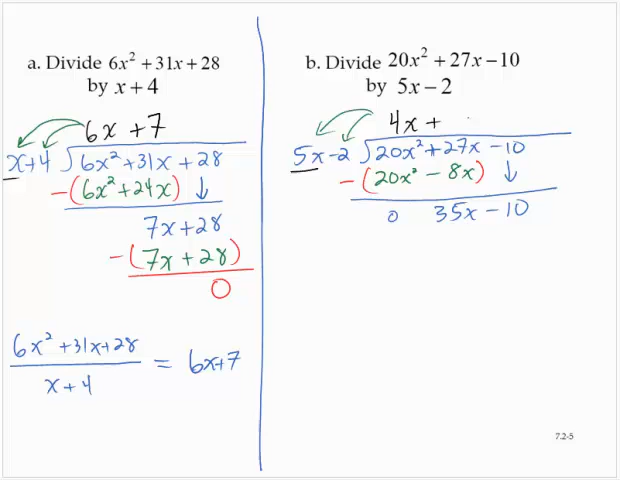 a. Divide 6x² + 31x + 28
by x + 4
6x + 7
x + 4 ) 6x² + 31x + 28
− (6x² + 24x) ↓
7x + 28
− (7x + 28)
0
6x² + 31x + 28
x + 4
= 6x + 7
b. Divide 20x² + 27x − 10
by 5x − 2
4x +
5x − 2 ) 20x² + 27x − 10
− (20x² − 8x) ↓
0 35x − 10
7.2-5